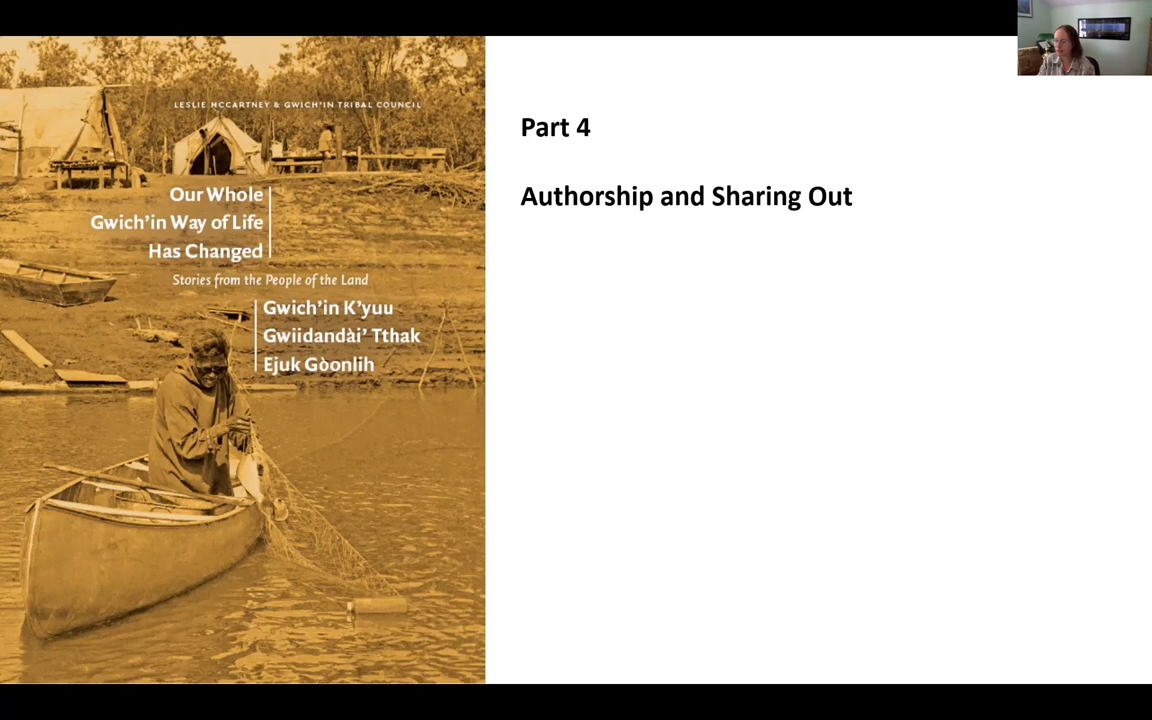 LESLIE MCCARTNEY & GWICH'IN TRIBAL COUNCIL
Our Whole
Gwich'in Way of Life
Has Changed
Stories from the People of the Land
Gwich'in K'yuu
Gwiidandài' Tthak
Ejuk Gòonlih
Part 4
Authorship and Sharing Out